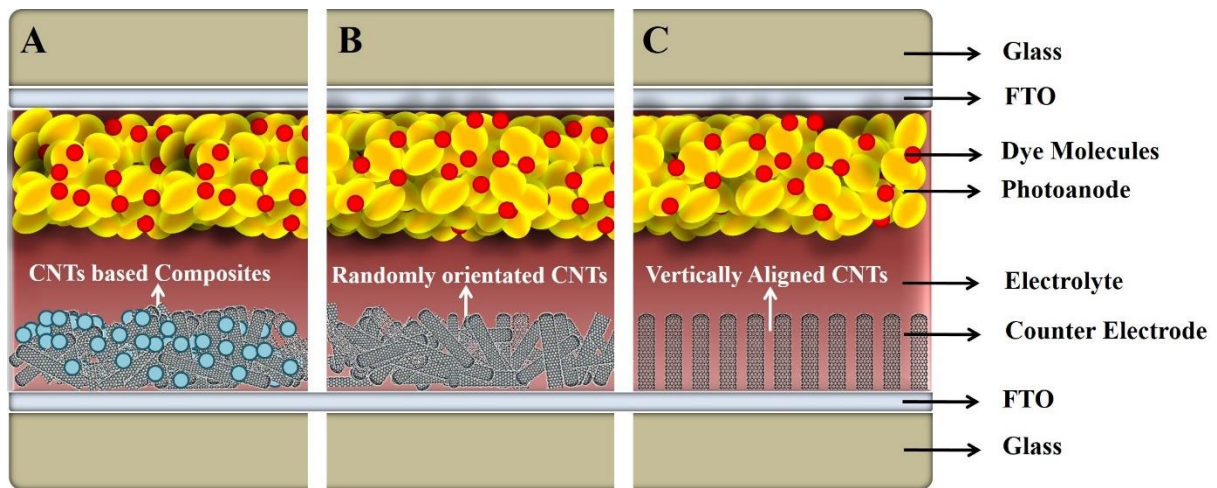 A
B
C
Glass
FTO
Dye Molecules
Photoanode
CNTs based Composites
Randomly orientated CNTs
Vertically Aligned CNTs
Electrolyte
Counter Electrode
FTO
Glass